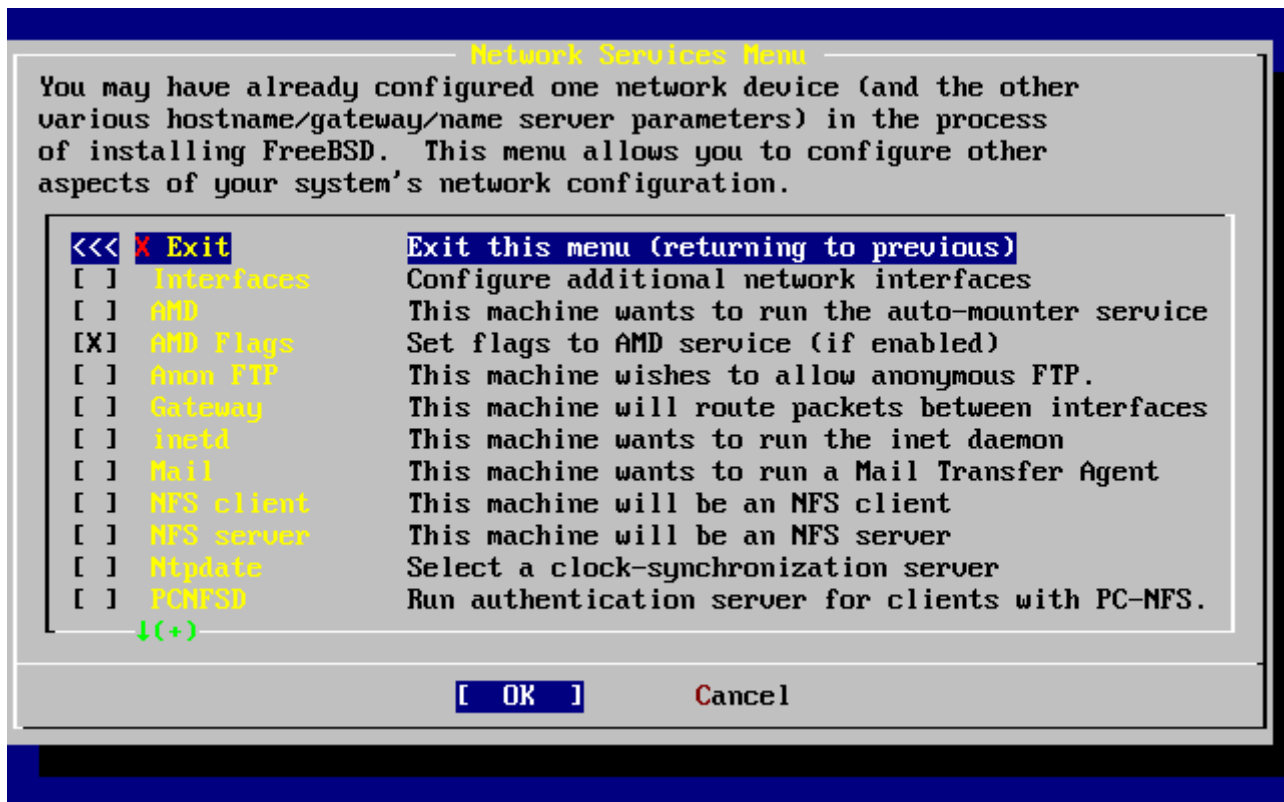 Network Services Menu
You may have already configured one network device (and the other
various hostname/gateway/name server parameters) in the process
of installing FreeBSD.  This menu allows you to configure other
aspects of your system's network configuration.
<<< X Exit Exit this menu (returning to previous)
[ ] Interfaces Configure additional network interfaces
[ ] AMD This machine wants to run the auto-mounter service
[X] AMD Flags Set flags to AMD service (if enabled)
[ ] Anon FTP This machine wishes to allow anonymous FTP.
[ ] Gateway This machine will route packets between interfaces
[ ] inetd This machine wants to run the inet daemon
[ ] Mail This machine wants to run a Mail Transfer Agent
[ ] NFS client This machine will be an NFS client
[ ] NFS server This machine will be an NFS server
[ ] Ntpdate Select a clock-synchronization server
[ ] PCNFSD Run authentication server for clients with PC-NFS.
↓(+)
[ OK ] Cancel